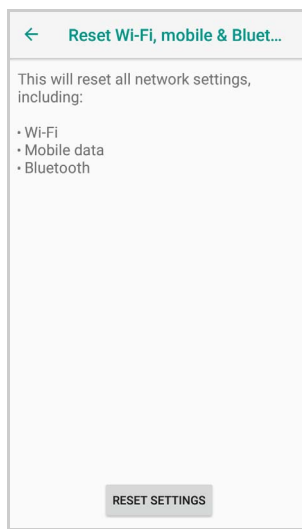 Reset Wi-Fi, mobile & Bluet...
This will reset all network settings,
including:
• Wi-Fi
• Mobile data
• Bluetooth
RESET SETTINGS